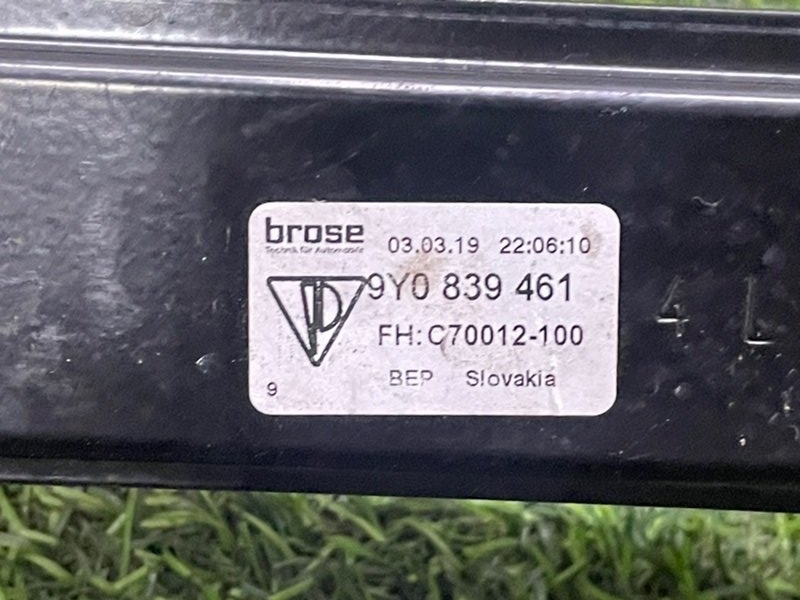 brose
Technik für Automobile
03.03.19 22:06:10
9Y0 839 461
FH: C70012-100
BEP Slovakia
9
4 L